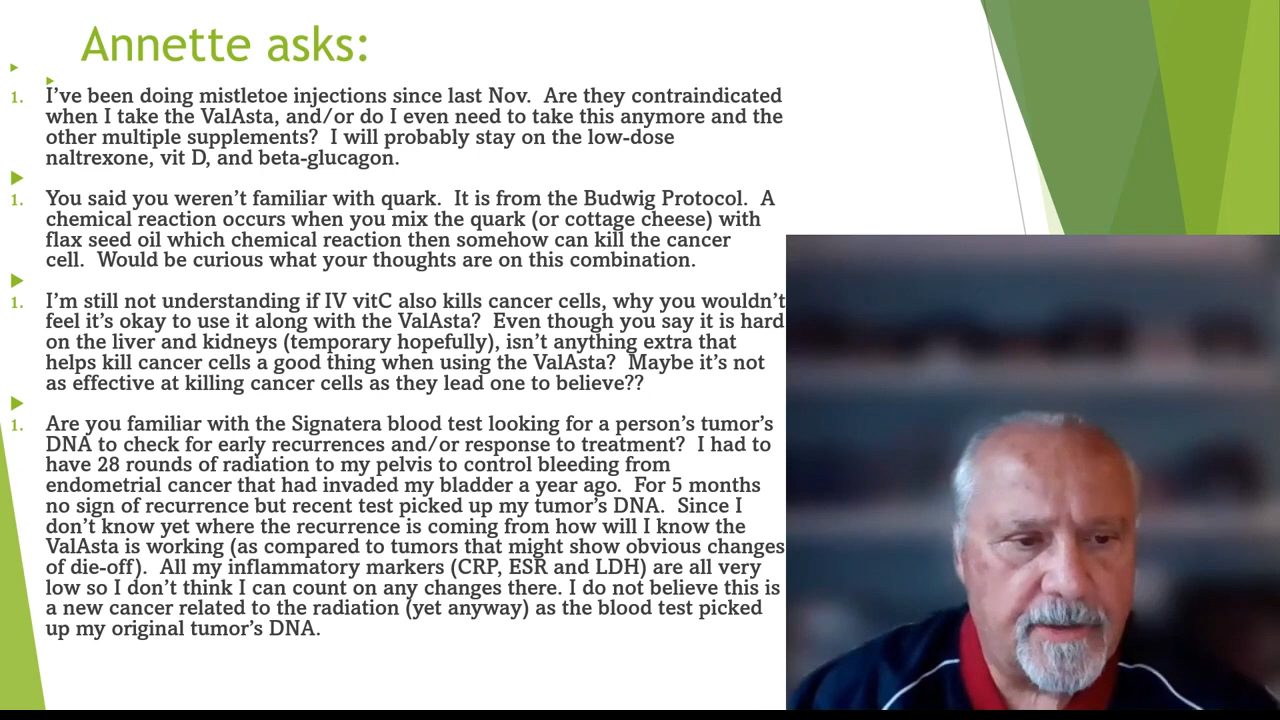 Annette asks:
1. I’ve been doing mistletoe injections since last Nov.  Are they contraindicated
when I take the ValAsta, and/or do I even need to take this anymore and the
other multiple supplements?  I will probably stay on the low-dose
naltrexone, vit D, and beta-glucagon.
1. You said you weren’t familiar with quark.  It is from the Budwig Protocol.  A
chemical reaction occurs when you mix the quark (or cottage cheese) with
flax seed oil which chemical reaction then somehow can kill the cancer
cell.  Would be curious what your thoughts are on this combination.
1. I’m still not understanding if IV vitC also kills cancer cells, why you wouldn’t
feel it’s okay to use it along with the ValAsta?  Even though you say it is hard
on the liver and kidneys (temporary hopefully), isn’t anything extra that
helps kill cancer cells a good thing when using the ValAsta?  Maybe it’s not
as effective at killing cancer cells as they lead one to believe??
1. Are you familiar with the Signatera blood test looking for a person’s tumor’s
DNA to check for early recurrences and/or response to treatment?  I had to
have 28 rounds of radiation to my pelvis to control bleeding from
endometrial cancer that had invaded my bladder a year ago.  For 5 months
no sign of recurrence but recent test picked up my tumor’s DNA.  Since I
don’t know yet where the recurrence is coming from how will I know the
ValAsta is working (as compared to tumors that might show obvious changes
of die-off).  All my inflammatory markers (CRP, ESR and LDH) are all very
low so I don’t think I can count on any changes there. I do not believe this is
a new cancer related to the radiation (yet anyway) as the blood test picked
up my original tumor’s DNA.